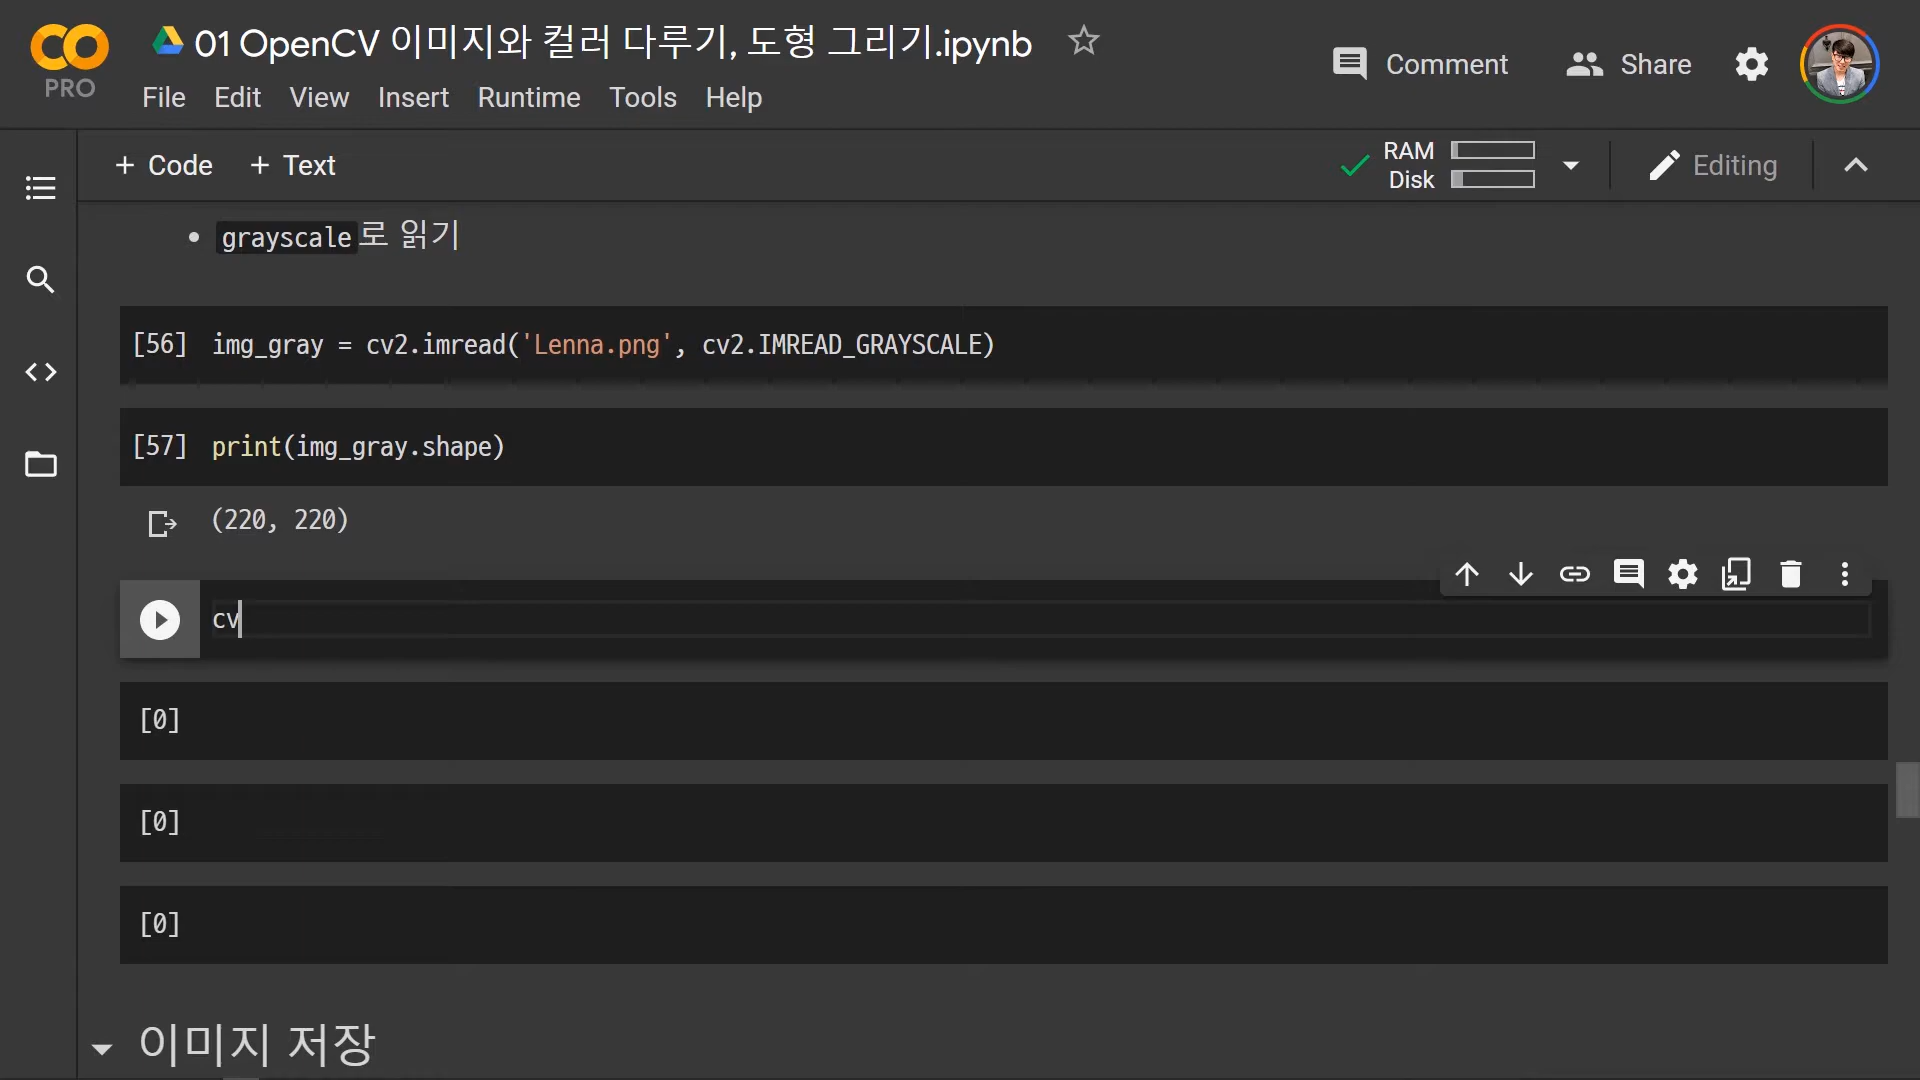 01 OpenCV 이미지와 컬러 다루기, 도형 그리기.ipynb
PRO
File Edit View Insert Runtime Tools Help
Comment
Share
+ Code + Text
RAM
Disk
Editing
grayscale로 읽기
[56] img_gray = cv2.imread('Lenna.png', cv2.IMREAD_GRAYSCALE)
[57] print(img_gray.shape)
(220, 220)
cv
[0]
[0]
[0]
이미지 저장